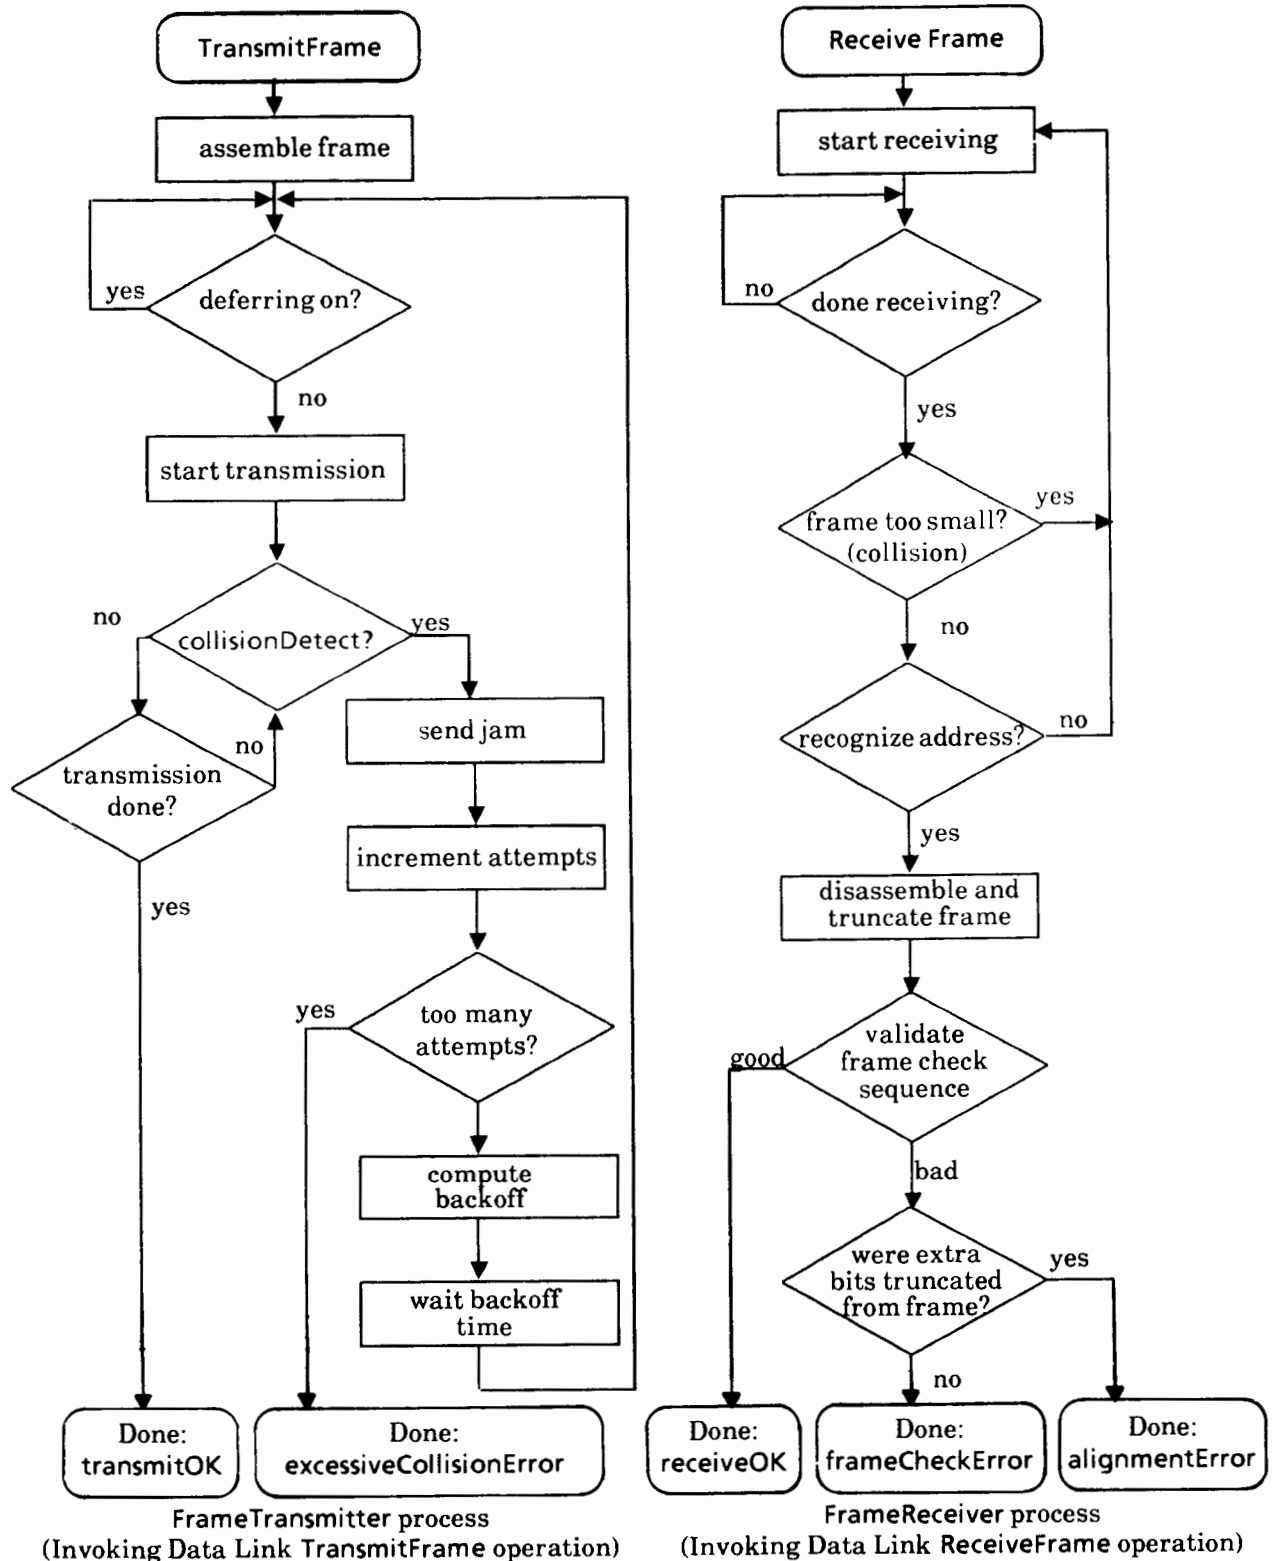 TransmitFrame
assemble frame
deferring on?
yes
no
start transmission
collisionDetect?
no
yes
transmission
done?
no
yes
send jam
increment attempts
too many
attempts?
yes
compute
backoff
wait backoff
time
Done:
transmitOK
Done:
excessiveCollisionError
FrameTransmitter process
(Invoking Data Link TransmitFrame operation)
Receive Frame
start receiving
done receiving?
no
yes
frame too small?
(collision)
yes
no
recognize address?
no
yes
disassemble and
truncate frame
validate
frame check
sequence
good
bad
were extra
bits truncated
from frame?
yes
no
Done:
receiveOK
Done:
frameCheckError
Done:
alignmentError
FrameReceiver process
(Invoking Data Link ReceiveFrame operation)